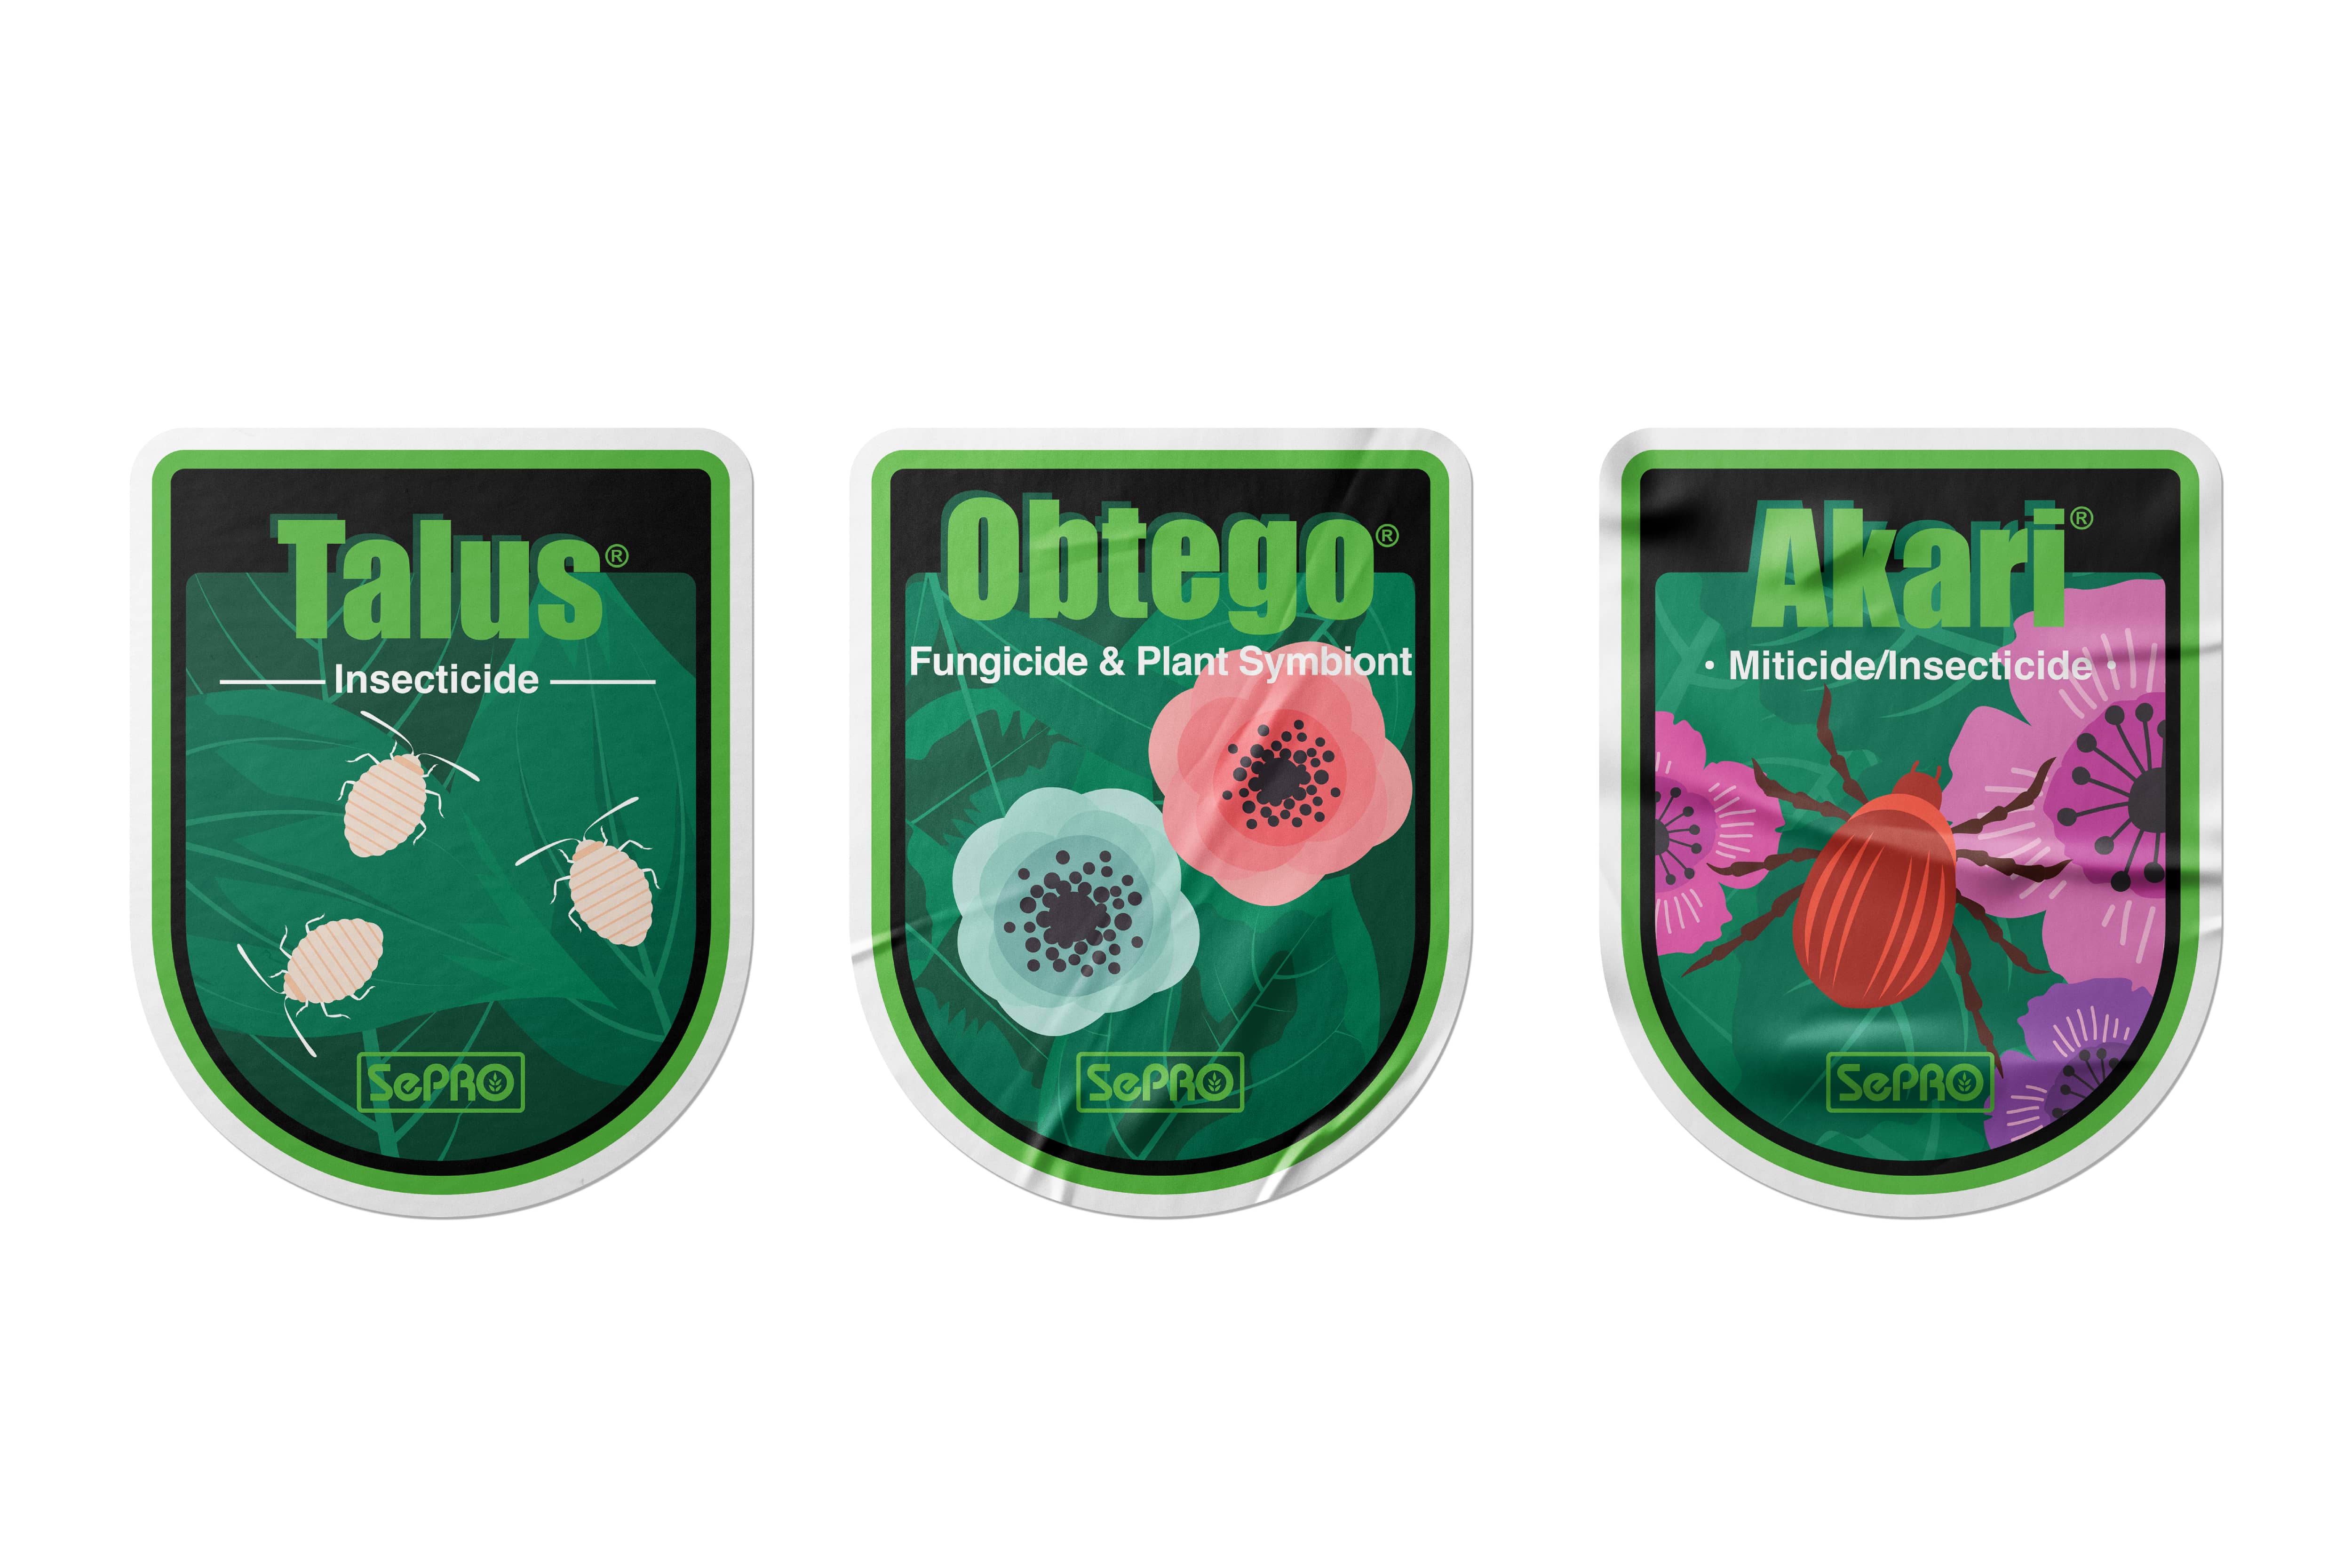 Talus®
Insecticide
SePRO
Obtego®
Fungicide & Plant Symbiont
SePRO
Akari®
• Miticide/Insecticide •
SePRO